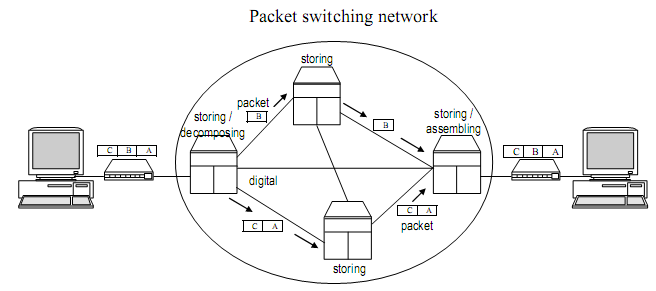 Packet switching network
storing
packet
B
storing /
decomposing
B
storing /
assembling
C B A
C B A
digital
C A
C A
packet
storing